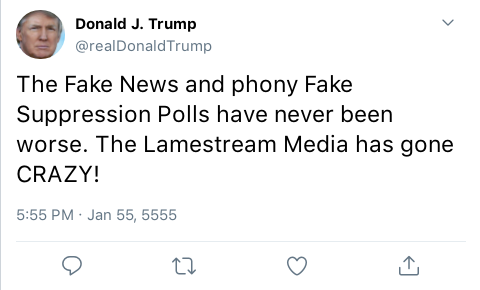 Donald J. Trump
@realDonaldTrump
The Fake News and phony Fake
Suppression Polls have never been
worse. The Lamestream Media has gone
CRAZY!
5:55 PM · Jan 55, 5555